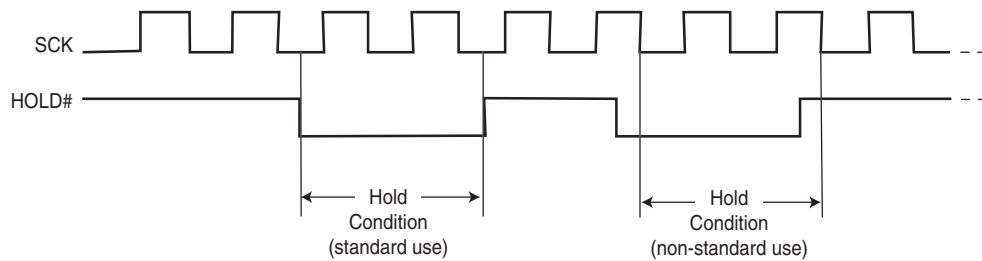 SCK
HOLD#
Hold
Condition
(standard use)
Hold
Condition
(non-standard use)